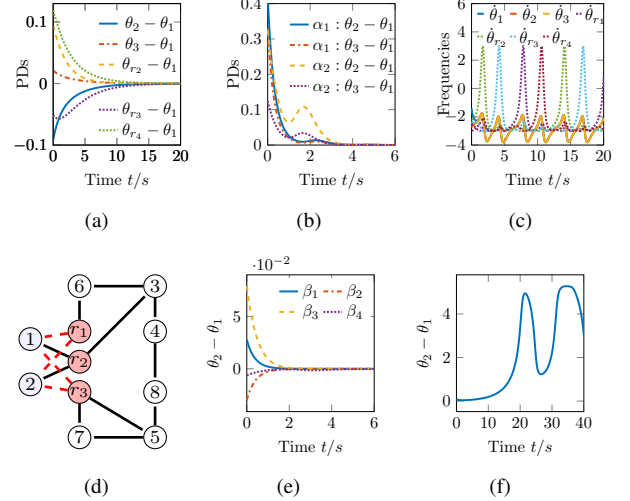 0.1
0
−0.1
PDs
θ₂ − θ₁
θ₃ − θ₁
θᵣ₂ − θ₁
θᵣ₃ − θ₁
θᵣ₄ − θ₁
0 5 10 15 20
Time t/s
(a)
0.4
0.3
0.2
0.1
0
PDs
α₁ : θ₂ − θ₁
α₁ : θ₃ − θ₁
α₂ : θ₂ − θ₁
α₂ : θ₃ − θ₁
0 2 4 6
Time t/s
(b)
6
4
2
0
−2
−4
Frequencies
θ̇₁ θ̇₂ θ̇₃ θ̇ᵣ₁
θ̇ᵣ₂ θ̇ᵣ₃ θ̇ᵣ₄
0 5 10 15 20
Time t/s
(c)
6 3
1 r₁ 4
r₂
2 r₃ 8
7 5
(d)
·10⁻²
5
0
θ₂ − θ₁
β₁ β₂
β₃ β₄
0 2 4 6
Time t/s
(e)
4
2
0
θ₂ − θ₁
0 10 20 30 40
Time t/s
(f)